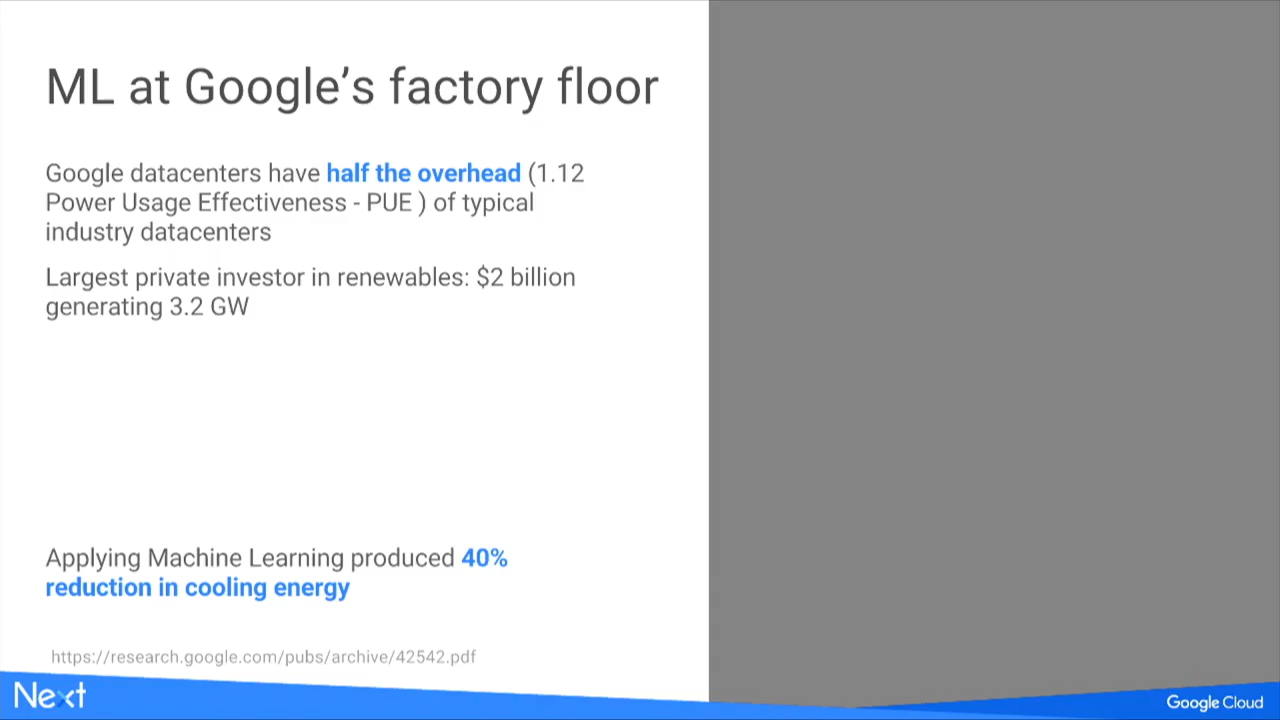 ML at Google’s factory floor
Google datacenters have half the overhead (1.12
Power Usage Effectiveness - PUE ) of typical
industry datacenters
Largest private investor in renewables: $2 billion
generating 3.2 GW
Applying Machine Learning produced 40%
reduction in cooling energy
https://research.google.com/pubs/archive/42542.pdf
Next
Google Cloud